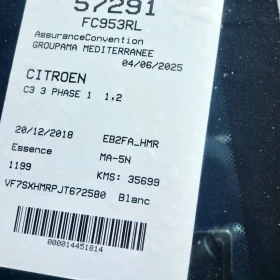 57291
FC953RL
AssuranceConvention
GROUPAMA MEDITERRANEE
04/06/2025
CITROEN
C3 3 PHASE 1 1,2
20/12/2018 EB2FA_HMR
Essence MA-5N
1199 KMS: 35699
VF7SXHMRPJT672580 Blanc
0000014451814